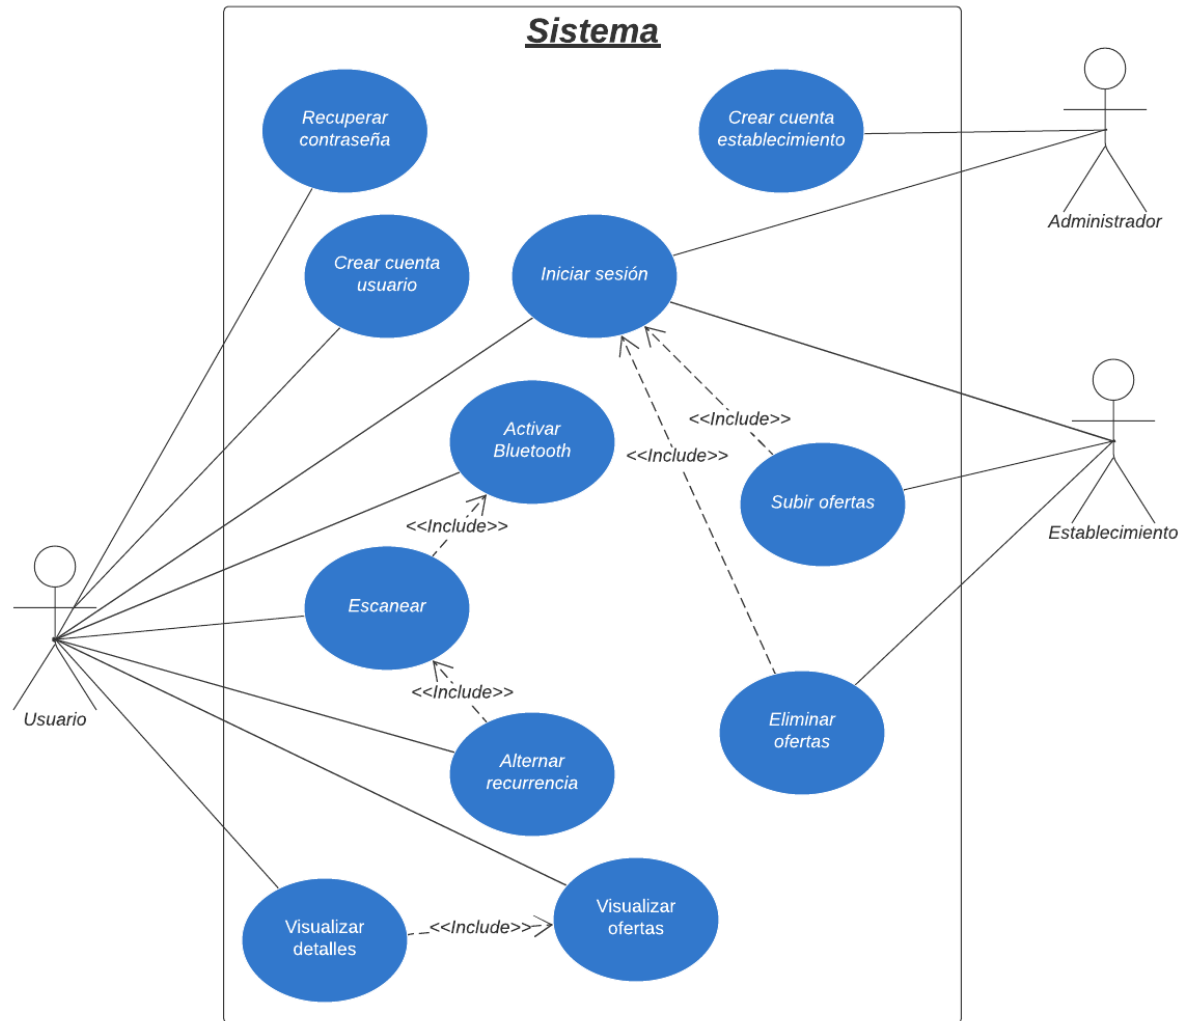 Sistema
Recuperar
contraseña
Crear cuenta
establecimiento
Administrador
Crear cuenta
usuario
Iniciar sesión
Activar
Bluetooth
<<Include>>
<<Include>>
Subir ofertas
Establecimiento
<<Include>>
Escanear
<<Include>>
Usuario
Alternar
recurrencia
Eliminar
ofertas
Visualizar
detalles
<<Include>>
Visualizar
ofertas